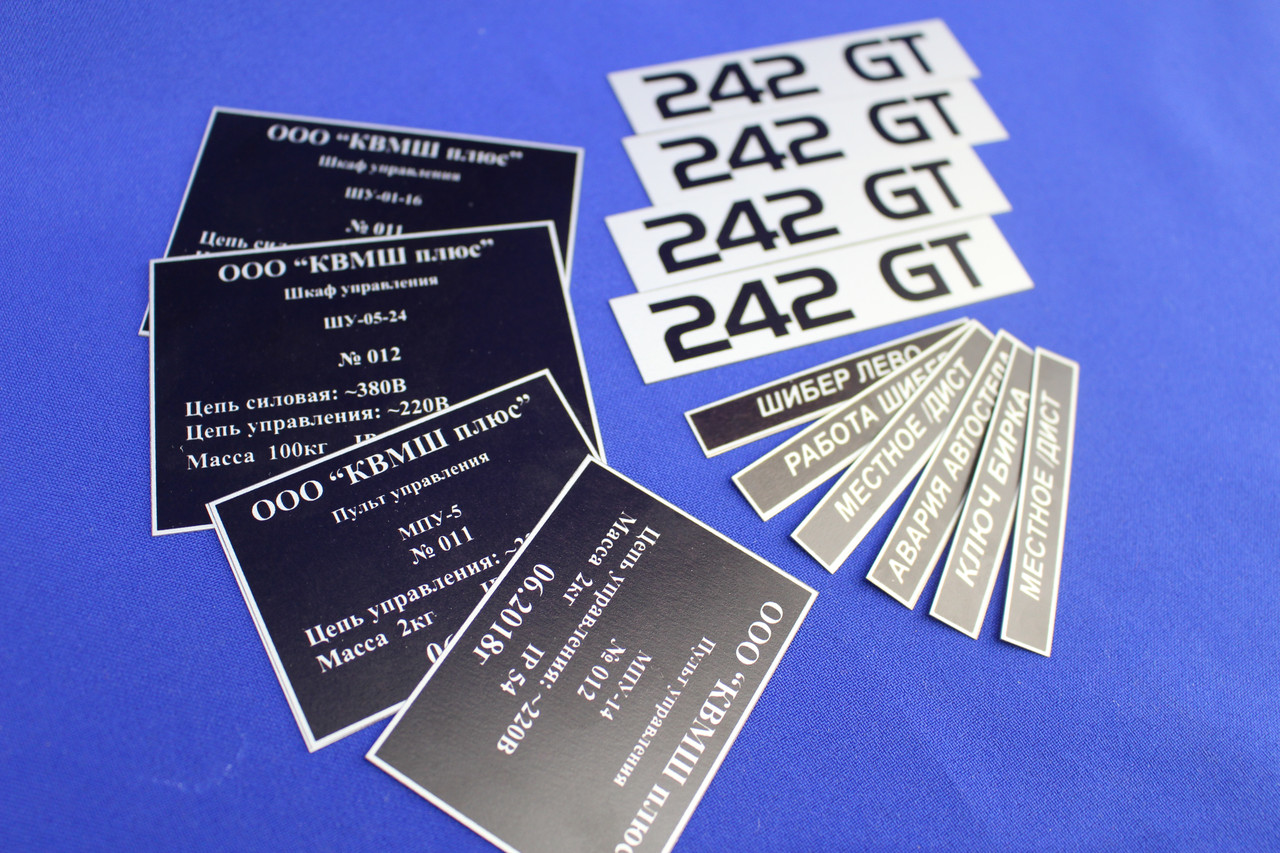 ООО “КВМШ плюс”
Шкаф управления
ШУ-01-16
№ 011
Цепь
ООО “КВМШ плюс”
Шкаф управления
ШУ-05-24
№ 012
Цепь силовая: ~380В
Цепь управления: ~220В
Масса 100кг
ООО “КВМШ плюс”
Пульт управления
МПУ-5
№ 011
Цепь управления:
Масса 2кг
ООО “КВМШ плюс
Пульт управления
МПУ-14
№ 012
Цепь управления: ~220В
Масса 2кг IP 54
06.2018г
242 GT
242 GT
242 GT
242 GT
ШИБЕР ЛЕВО
РАБОТА ШИБЕР
МЕСТНОЕ /ДИСТ
АВАРИЯ АВТОСТЕЛА
КЛЮЧ БИРКА
МЕСТНОЕ /ДИСТ